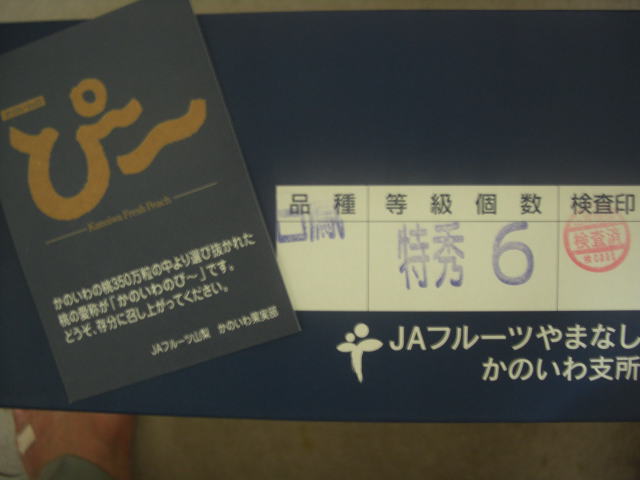 ぴ〜
Kanoiwa Fresh Peach
かのいわの桃350万粒の中より選び抜かれた
桃の愛称が「かのいわのぴ〜」です。
どうぞ、存分に召し上がってください。
JAフルーツ山梨 かのいわ果実部
品種 等級 個数 検査印
特秀 6 検査済
JAフルーツやまなし
かのいわ支所